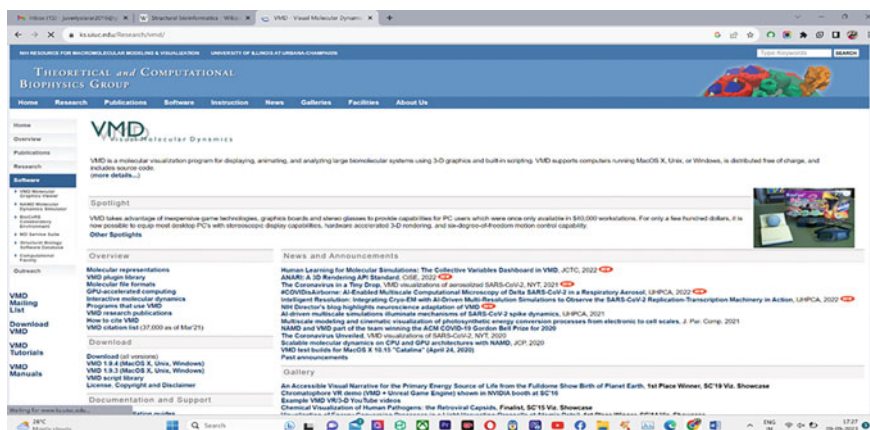 VMD - Visual Molecular Dynamic
ks.uiuc.edu/Research/vmd/
NIH RESOURCE FOR MACROMOLECULAR MODELING & VISUALIZATION UNIVERSITY OF ILLINOIS AT URBANA-CHAMPAIGN
Type Keywords SEARCH
THEORETICAL and COMPUTATIONAL
BIOPHYSICS GROUP
Home Research Publications Software Instruction News Galleries Facilities About Us
Home
Overview
Publications
Research
Software
VMD Molecular
Graphics Viewer
NAMD Molecular
Dynamics Simulator
BioCoRE
Collaboratory
Environment
MD Service Suite
Structural Biology
Software Database
Computational
Facility
Outreach
VMD
Mailing
List
Download
VMD
VMD
Tutorials
VMD
Manuals
VMD
Visual Molecular Dynamics
VMD is a molecular visualization program for displaying, animating, and analyzing large biomolecular systems using 3-D graphics and built-in scripting. VMD supports computers running MacOS X, Unix, or Windows, is distributed free of charge, and
includes source code.
(more details...)
Spotlight
VMD takes advantage of inexpensive game technologies, graphics boards and stereo glasses to provide capabilities for PC users which were once only available in $40,000 workstations. For only a few hundred dollars, it is
now possible to equip most desktop PC's with stereoscopic display capabilities, hardware accelerated 3-D rendering, and six-degree-of-freedom motion control capability.
Other Spotlights
Overview
Molecular representations
VMD plugin library
Molecular file formats
GPU-accelerated computing
Interactive molecular dynamics
Programs that use VMD
VMD research publications
How to cite VMD
VMD citation list (37,000 as of Mar'21)
Download
Download (all versions)
VMD 1.9.4 (MacOS X, Unix, Windows)
VMD 1.9.3 (MacOS X, Unix, Windows)
VMD script library
License, Copyright and Disclaimer
Documentation and Support
News and Announcements
Human Learning for Molecular Simulations: The Collective Variables Dashboard in VMD, JCTC, 2022
ANARI: A 3D Rendering API Standard, CiSE, 2022
The Coronavirus in a Tiny Drop, VMD visualizations of aerosolized SARS-CoV-2, NYT, 2021
#COVIDisAirborne: AI-Enabled Multiscale Computational Microscopy of Delta SARS-CoV-2 in a Respiratory Aerosol, IJHPCA, 2022
Intelligent Resolution: Integrating Cryo-EM with AI-Driven Multi-Resolution Simulations to Observe the SARS-CoV-2 Replication-Transcription Machinery in Action, IJHPCA, 2022
NIH Director's blog highlights neuroscience adaptation of VMD
AI-driven multiscale simulations illuminate mechanisms of SARS-CoV-2 spike dynamics, IJHPCA, 2021
Multiscale modeling and cinematic visualization of photosynthetic energy conversion processes from electronic to cell scales, J. Par. Comp. 2021
NAMD and VMD part of the team winning the ACM COVID-19 Gordon Bell Prize for 2020
The Coronavirus Unveiled, VMD visualizations of SARS-CoV-2, NYT, 2020
Scalable molecular dynamics on CPU and GPU architectures with NAMD, JCP, 2020
VMD test builds for MacOS X 10.15 "Catalina" (April 24, 2020)
Past announcements
Gallery
An Accessible Visual Narrative for the Primary Energy Source of Life from the Fulldome Show Birth of Planet Earth, 1st Place Winner, SC'19 Viz. Showcase
Chromatophore VR demo (VMD + Unreal Game Engine) shown in NVIDIA booth at SC'16
Example VMD VR/3-D YouTube videos
Chemical Visualization of Human Pathogens: the Retroviral Capsids, Finalist, SC'15 Viz. Showcase
28°C
Search
ENG
IN
17:27